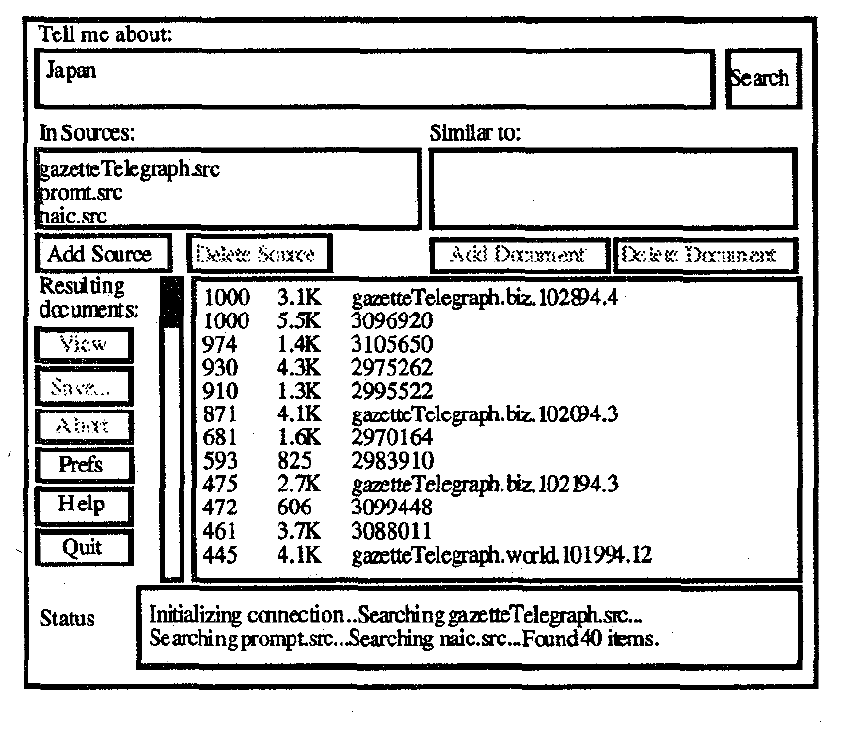 Tell me about:
Japan
Search
In Sources:
Similar to:
gazetteTelegraph.src
promt.src
naic.src
Add Source
Delete Source
Add Document
Delete Document
Resulting
documents:
View
Save...
Abort
Prefs
Help
Quit
1000 3.1K gazetteTelegraph.biz.102894.4
1000 5.5K 3096920
974 1.4K 3105650
930 4.3K 2975262
910 1.3K 2995522
871 4.1K gazetteTelegraph.biz.102094.3
681 1.6K 2970164
593 825 2983910
475 2.7K gazetteTelegraph.biz.102194.3
472 606 3099448
461 3.7K 3088011
445 4.1K gazetteTelegraph.world.101994.12
Status
Initializing connection..Searching gazetteTelegraph.src...
Searching prompt.src...Searching naic.src...Found 40 items.